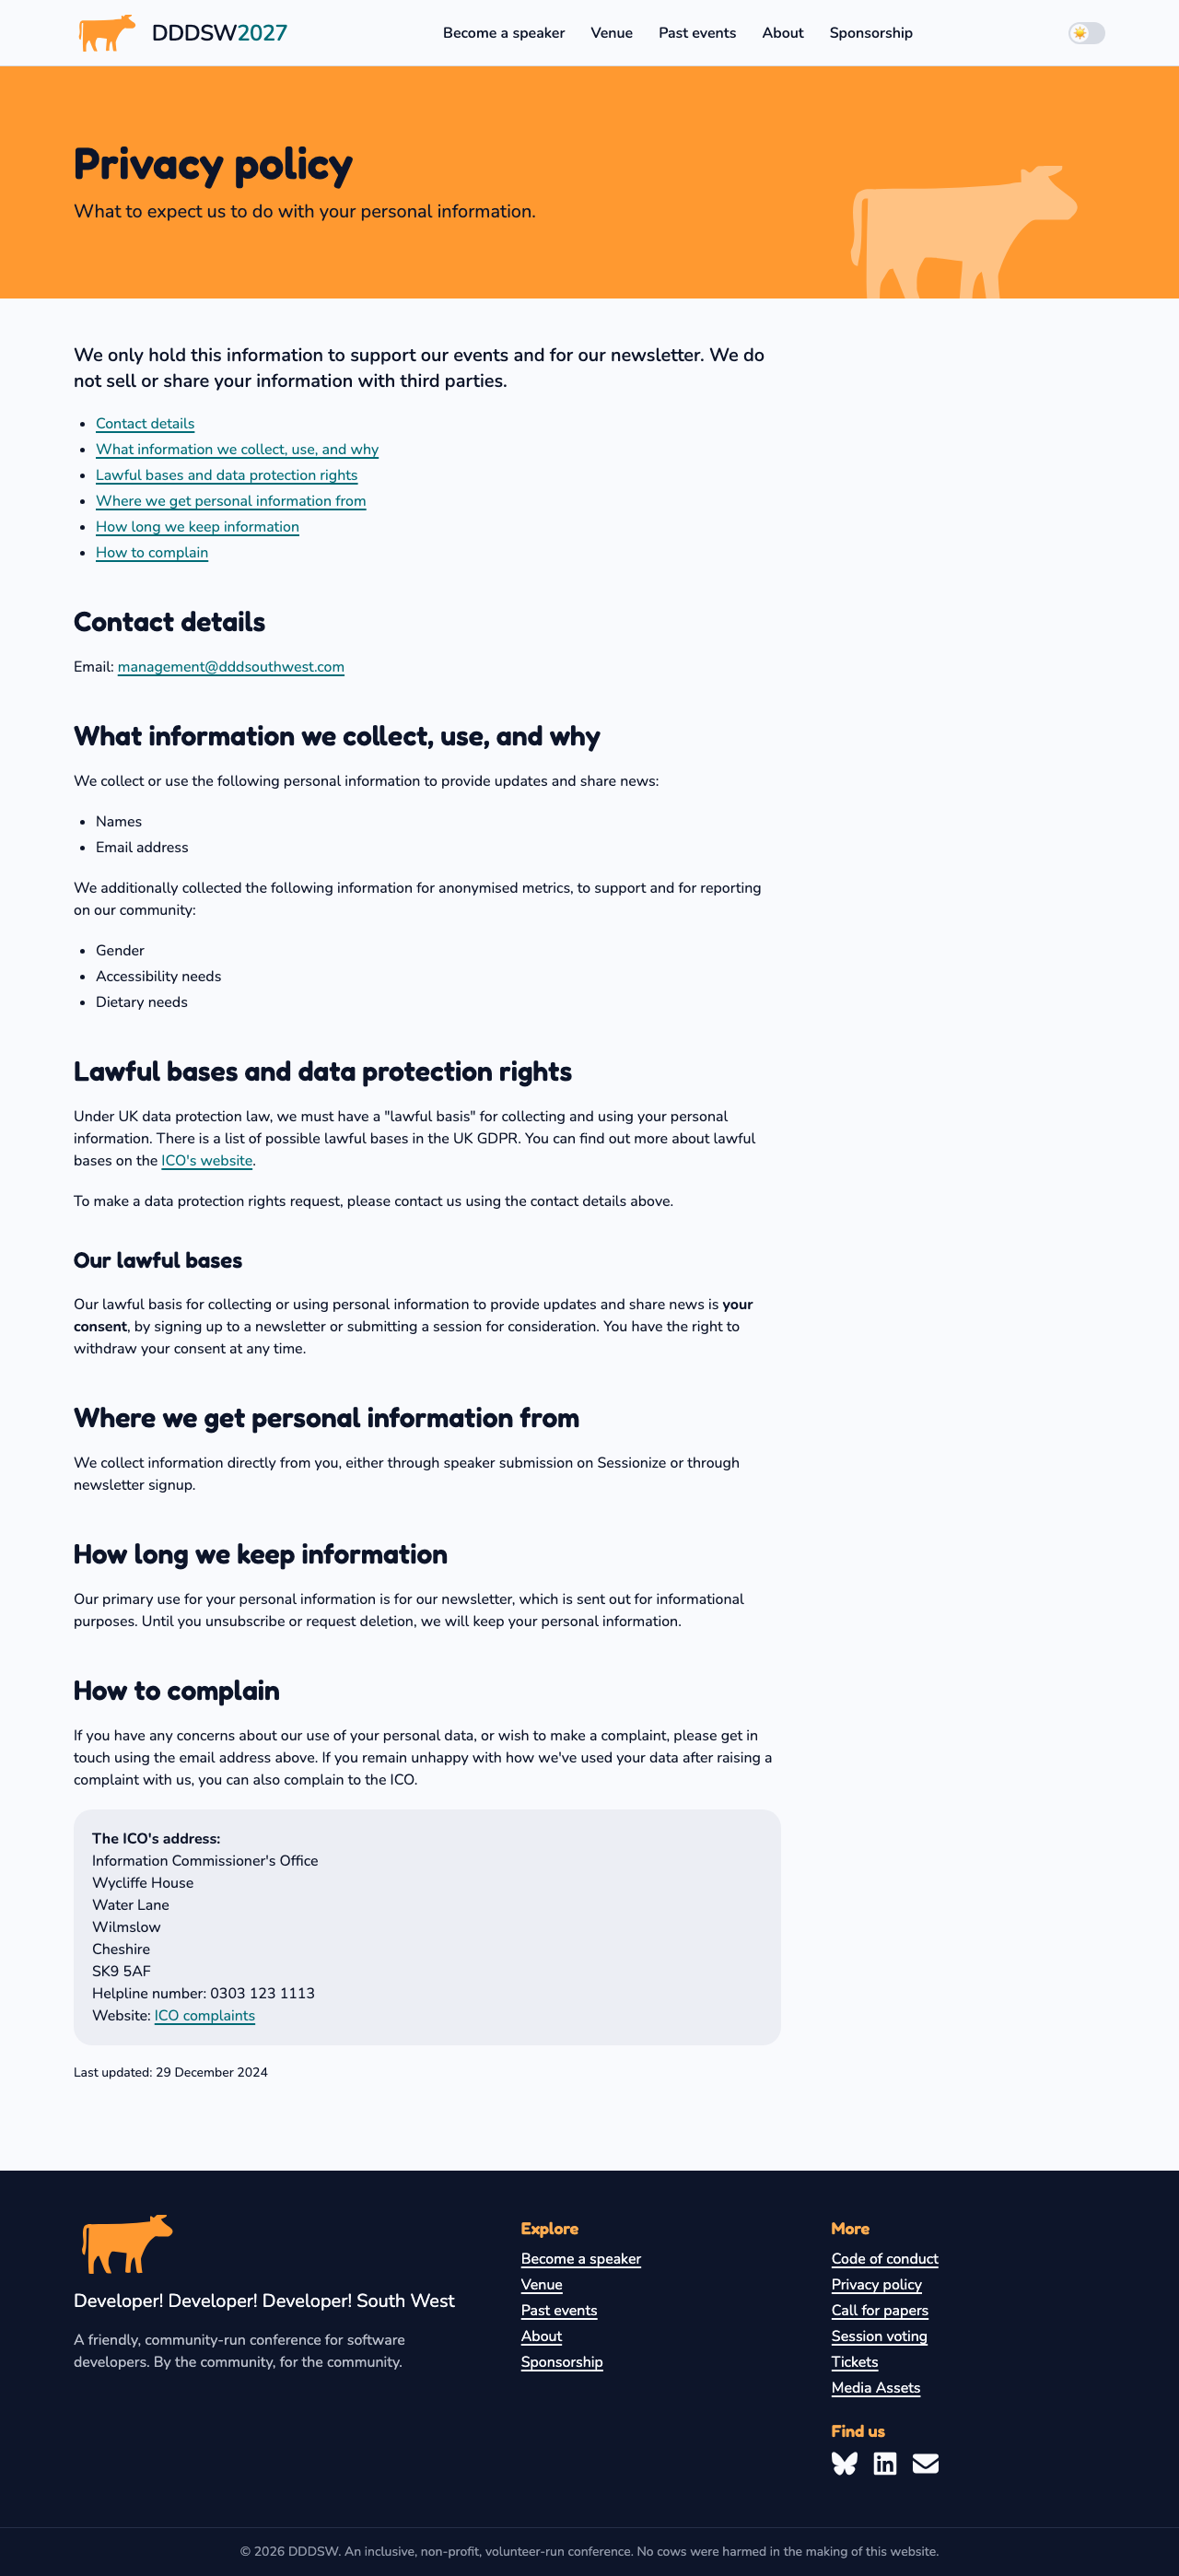 DDDSW2027
Become a speaker
Venue
Past events
About
Sponsorship
Privacy policy
What to expect us to do with your personal information.
We only hold this information to support our events and for our newsletter. We do
not sell or share your information with third parties.
Contact details
What information we collect, use, and why
Lawful bases and data protection rights
Where we get personal information from
How long we keep information
How to complain
Contact details
Email: management@dddsouthwest.com
What information we collect, use, and why
We collect or use the following personal information to provide updates and share news:
Names
Email address
We additionally collected the following information for anonymised metrics, to support and for reporting
on our community:
Gender
Accessibility needs
Dietary needs
Lawful bases and data protection rights
Under UK data protection law, we must have a "lawful basis" for collecting and using your personal
information. There is a list of possible lawful bases in the UK GDPR. You can find out more about lawful
bases on the ICO's website.
To make a data protection rights request, please contact us using the contact details above.
Our lawful bases
Our lawful basis for collecting or using personal information to provide updates and share news is your
consent, by signing up to a newsletter or submitting a session for consideration. You have the right to
withdraw your consent at any time.
Where we get personal information from
We collect information directly from you, either through speaker submission on Sessionize or through
newsletter signup.
How long we keep information
Our primary use for your personal information is for our newsletter, which is sent out for informational
purposes. Until you unsubscribe or request deletion, we will keep your personal information.
How to complain
If you have any concerns about our use of your personal data, or wish to make a complaint, please get in
touch using the email address above. If you remain unhappy with how we've used your data after raising a
complaint with us, you can also complain to the ICO.
The ICO's address:
Information Commissioner's Office
Wycliffe House
Water Lane
Wilmslow
Cheshire
SK9 5AF
Helpline number: 0303 123 1113
Website: ICO complaints
Last updated: 29 December 2024
Developer! Developer! Developer! South West
A friendly, community-run conference for software
developers. By the community, for the community.
Explore
Become a speaker
Venue
Past events
About
Sponsorship
More
Code of conduct
Privacy policy
Call for papers
Session voting
Tickets
Media Assets
Find us
© 2026 DDDSW. An inclusive, non-profit, volunteer-run conference. No cows were harmed in the making of this website.